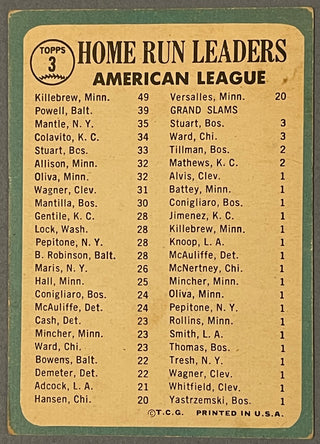 TOPPS
3
HOME RUN LEADERS
AMERICAN LEAGUE
Killebrew, Minn. 49
Powell, Balt. 39
Mantle, N. Y. 35
Colavito, K. C. 34
Stuart, Bos. 33
Allison, Minn. 32
Oliva, Minn. 32
Wagner, Clev. 31
Mantilla, Bos. 30
Gentile, K. C. 28
Lock, Wash. 28
Pepitone, N. Y. 28
B. Robinson, Balt. 28
Maris, N. Y. 26
Hall, Minn. 25
Conigliaro, Bos. 24
McAuliffe, Det. 24
Cash, Det. 23
Mincher, Minn. 23
Ward, Chi. 23
Bowens, Balt. 22
Demeter, Det. 22
Adcock, L. A. 21
Hansen, Chi. 20
Versalles, Minn. 20
GRAND SLAMS
Stuart, Bos. 3
Ward, Chi. 3
Tillman, Bos. 2
Mathews, K. C. 2
Alvis, Clev. 1
Battey, Minn. 1
Conigliaro, Bos. 1
Jimenez, K. C. 1
Killebrew, Minn. 1
Knoop, L. A. 1
McAuliffe, Det. 1
McNertney, Chi. 1
Mincher, Minn. 1
Oliva, Minn. 1
Pepitone, N. Y. 1
Rollins, Minn. 1
Smith, L. A. 1
Thomas, Bos. 1
Tresh, N. Y. 1
Wagner, Clev. 1
Whitfield, Clev. 1
Yastrzemski, Bos. 1
©T.C.G. PRINTED IN U.S.A.